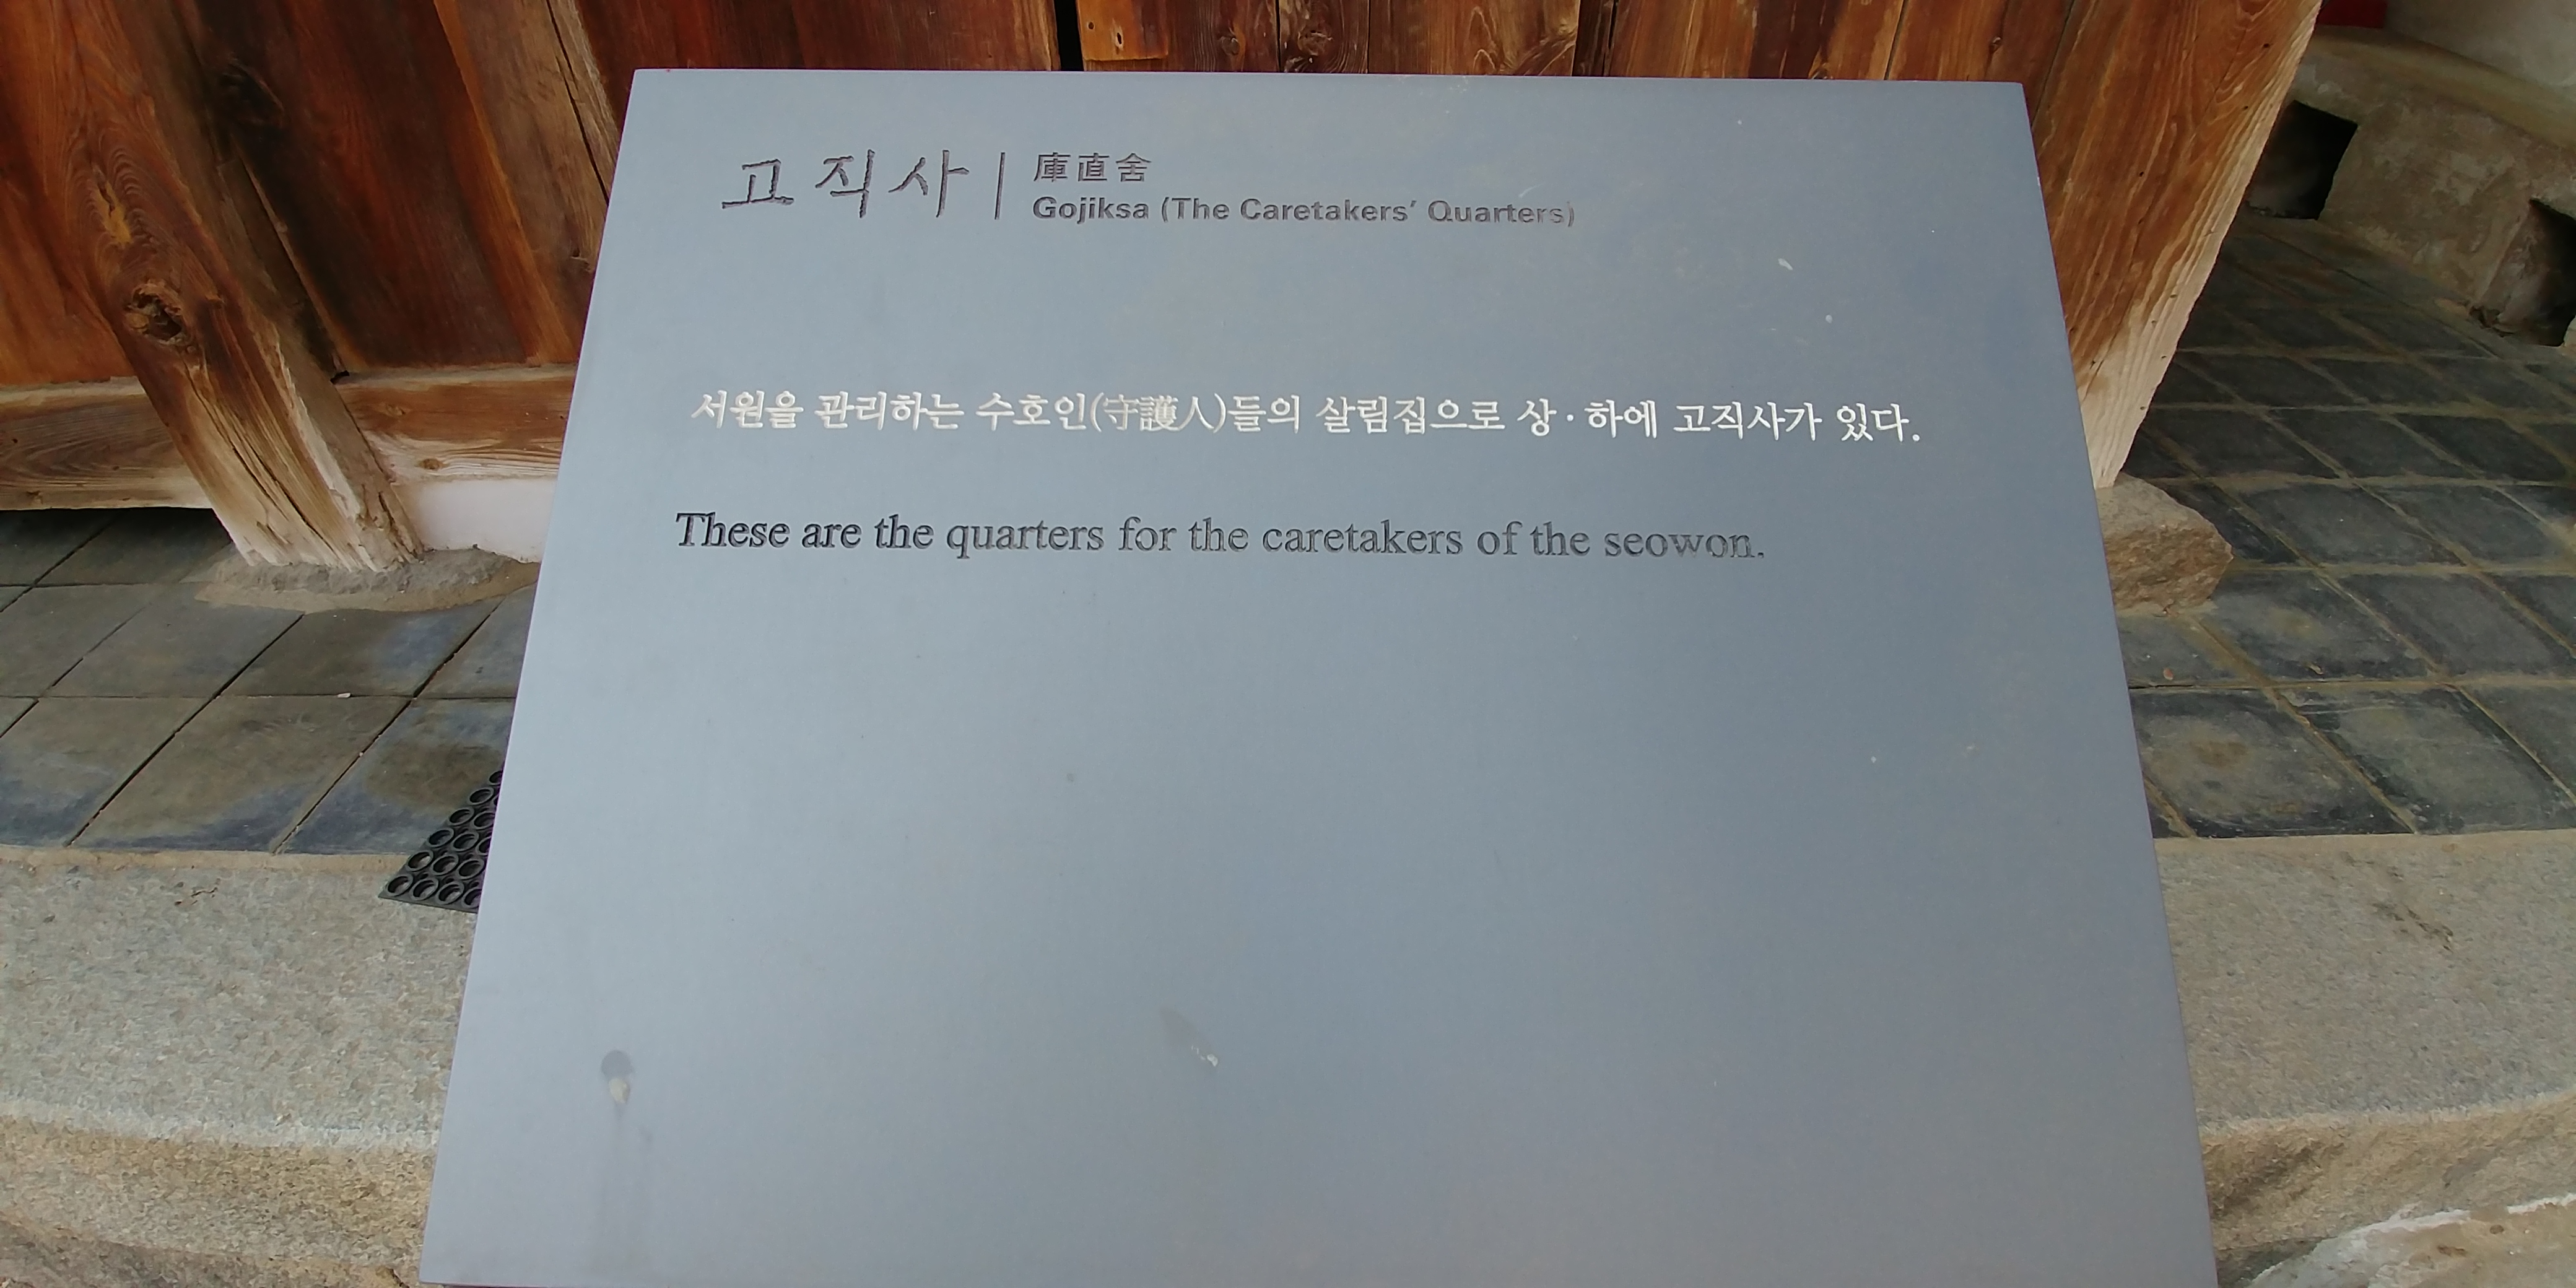 고직사 | 庫直舍
Gojiksa (The Caretakers’ Quarters)
서원을 관리하는 수호인(守護人)들의 살림집으로 상·하에 고직사가 있다.
These are the quarters for the caretakers of the seowon.